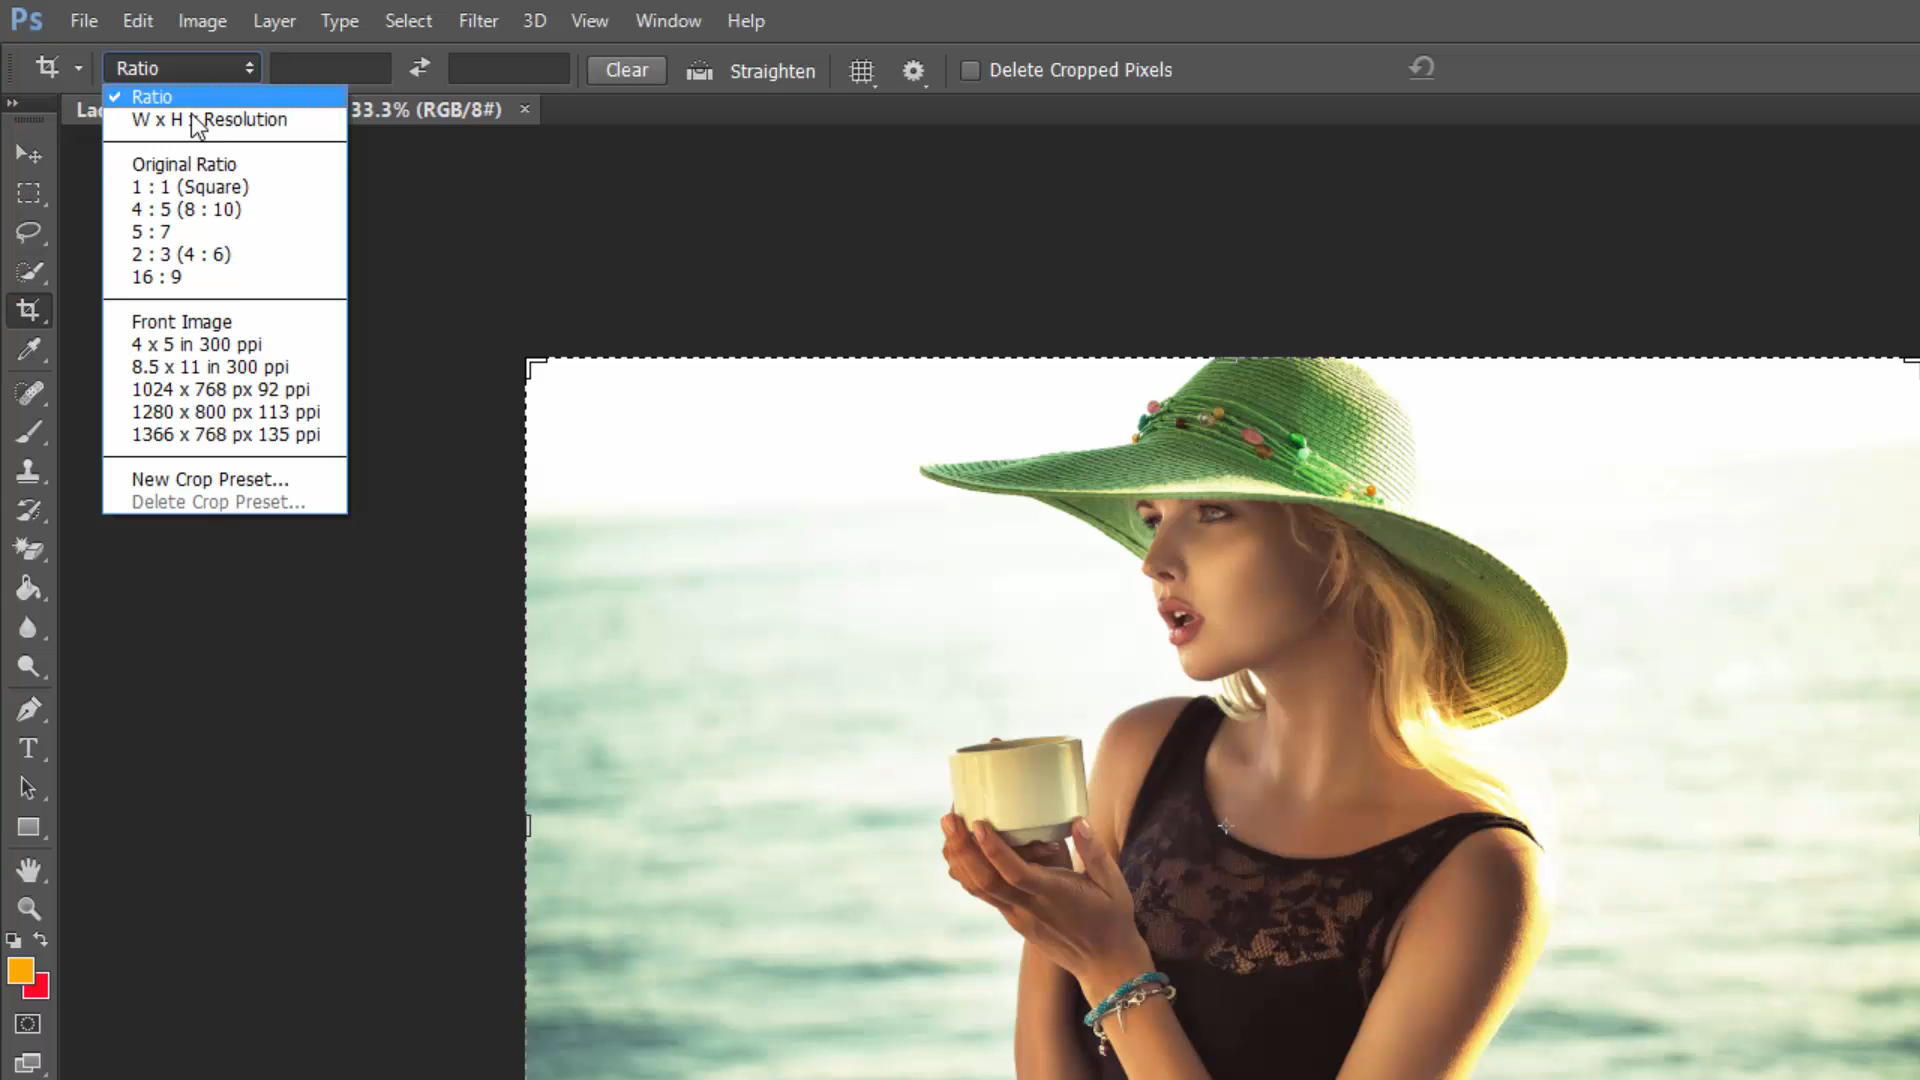 Ps File Edit Image Layer Type Select Filter 3D View Window Help
Ratio Clear Straighten Delete Cropped Pixels
33.3% (RGB/8#) ×
Ratio
W x H Resolution
Original Ratio
1 : 1 (Square)
4 : 5 (8 : 10)
5 : 7
2 : 3 (4 : 6)
16 : 9
Front Image
4 x 5 in 300 ppi
8.5 x 11 in 300 ppi
1024 x 768 px 92 ppi
1280 x 800 px 113 ppi
1366 x 768 px 135 ppi
New Crop Preset...
Delete Crop Preset...
T